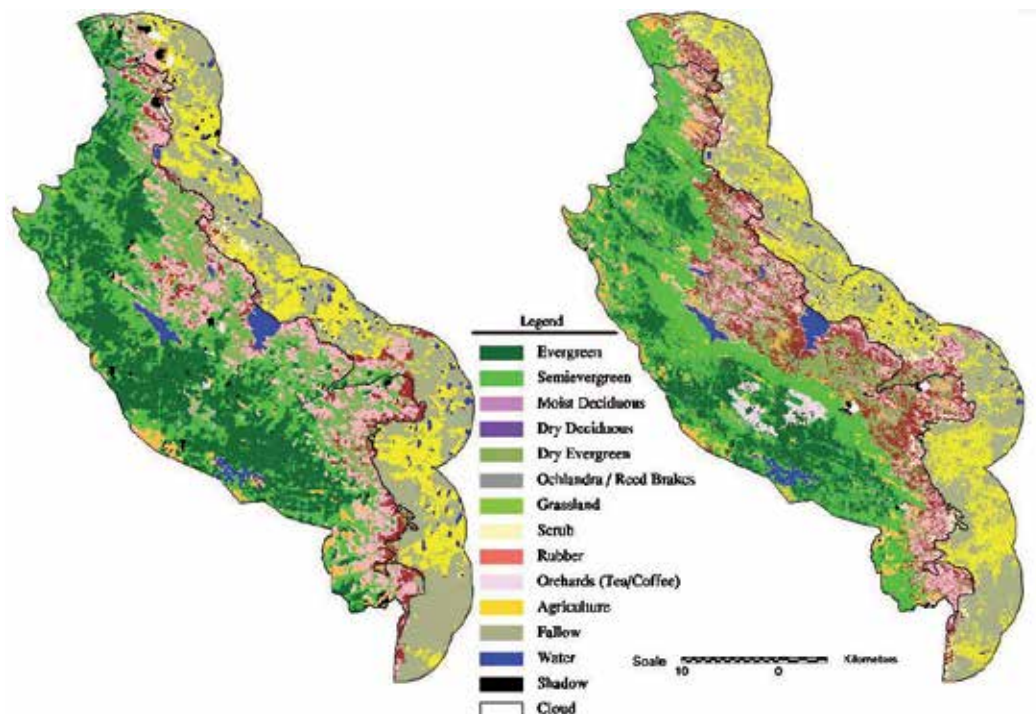 Legend
Evergreen
Semievergreen
Moist Deciduous
Dry Deciduous
Dry Evergreen
Ochlandra / Reed Brakes
Grassland
Scrub
Rubber
Orchards (Tea/Coffee)
Agriculture
Fallow
Water
Shadow
Cloud
Scale 10 0 Kilometers